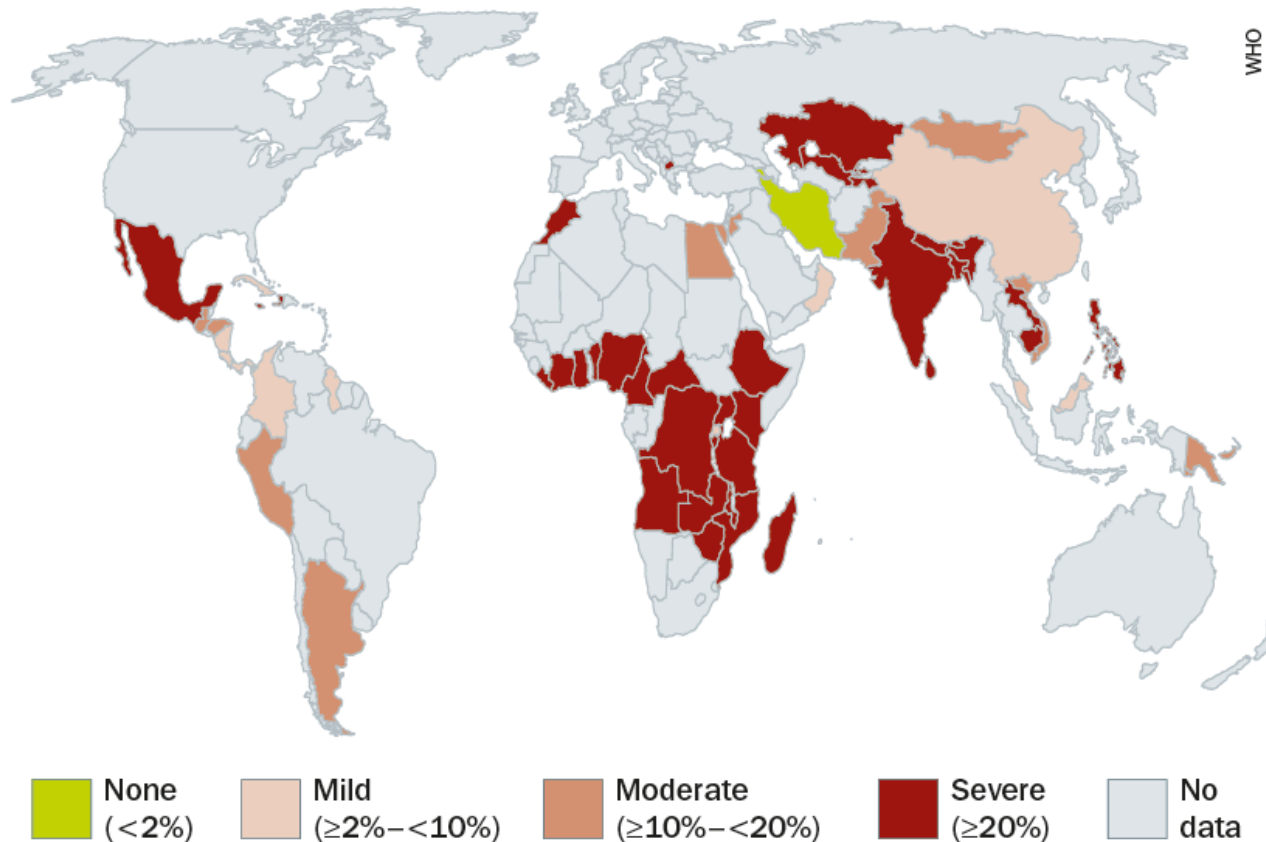 WHO
None
(<2%)
Mild
(≥2%–<10%)
Moderate
(≥10%–<20%)
Severe
(≥20%)
No
data